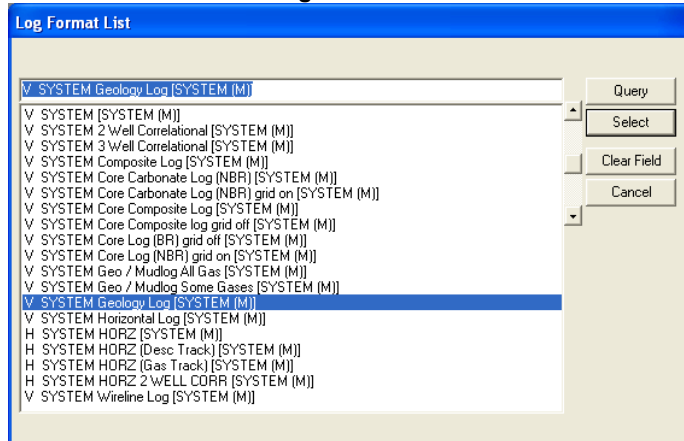 Log Format List
V SYSTEM Geology Log [SYSTEM (M)]
Query
Select
Clear Field
Cancel
V SYSTEM [SYSTEM (M)]
V SYSTEM 2 Well Correlational [SYSTEM (M)]
V SYSTEM 3 Well Correlational [SYSTEM (M)]
V SYSTEM Composite Log [SYSTEM (M)]
V SYSTEM Core Carbonate Log (NBR) [SYSTEM (M)]
V SYSTEM Core Carbonate Log (NBR) grid on [SYSTEM (M)]
V SYSTEM Core Composite Log [SYSTEM (M)]
V SYSTEM Core Composite log grid off [SYSTEM (M)]
V SYSTEM Core Log (BR) grid off [SYSTEM (M)]
V SYSTEM Core Log (NBR) grid on [SYSTEM (M)]
V SYSTEM Geo / Mudlog All Gas [SYSTEM (M)]
V SYSTEM Geo / Mudlog Some Gases [SYSTEM (M)]
V SYSTEM Geology Log [SYSTEM (M)]
V SYSTEM Horizontal Log [SYSTEM (M)]
H SYSTEM HORZ [SYSTEM (M)]
H SYSTEM HORZ (Desc Track) [SYSTEM (M)]
H SYSTEM HORZ (Gas Track) [SYSTEM (M)]
H SYSTEM HORZ 2 WELL CORR [SYSTEM (M)]
V SYSTEM Wireline Log [SYSTEM (M)]